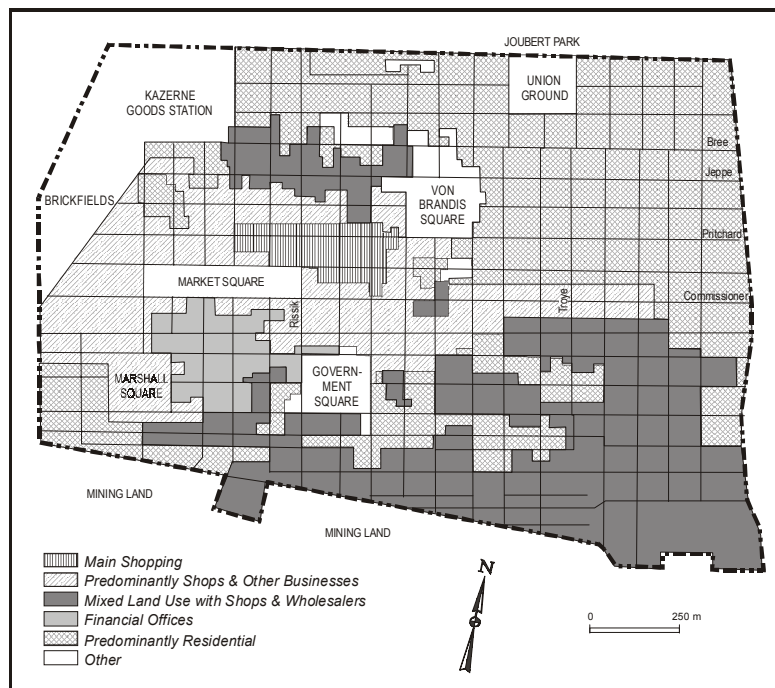 JOUBERT PARK
KAZERNE
GOODS STATION
UNION
GROUND
Bree
Jeppe
BRICKFIELDS
VON
BRANDIS
SQUARE
Pritchard
MARKET SQUARE
Rissik
Troye
Commissioner
MARSHALL
SQUARE
GOVERN-
MENT
SQUARE
MINING LAND
MINING LAND
Main Shopping
Predominantly Shops & Other Businesses
Mixed Land Use with Shops & Wholesalers
Financial Offices
Predominantly Residential
Other
N
0 250 m